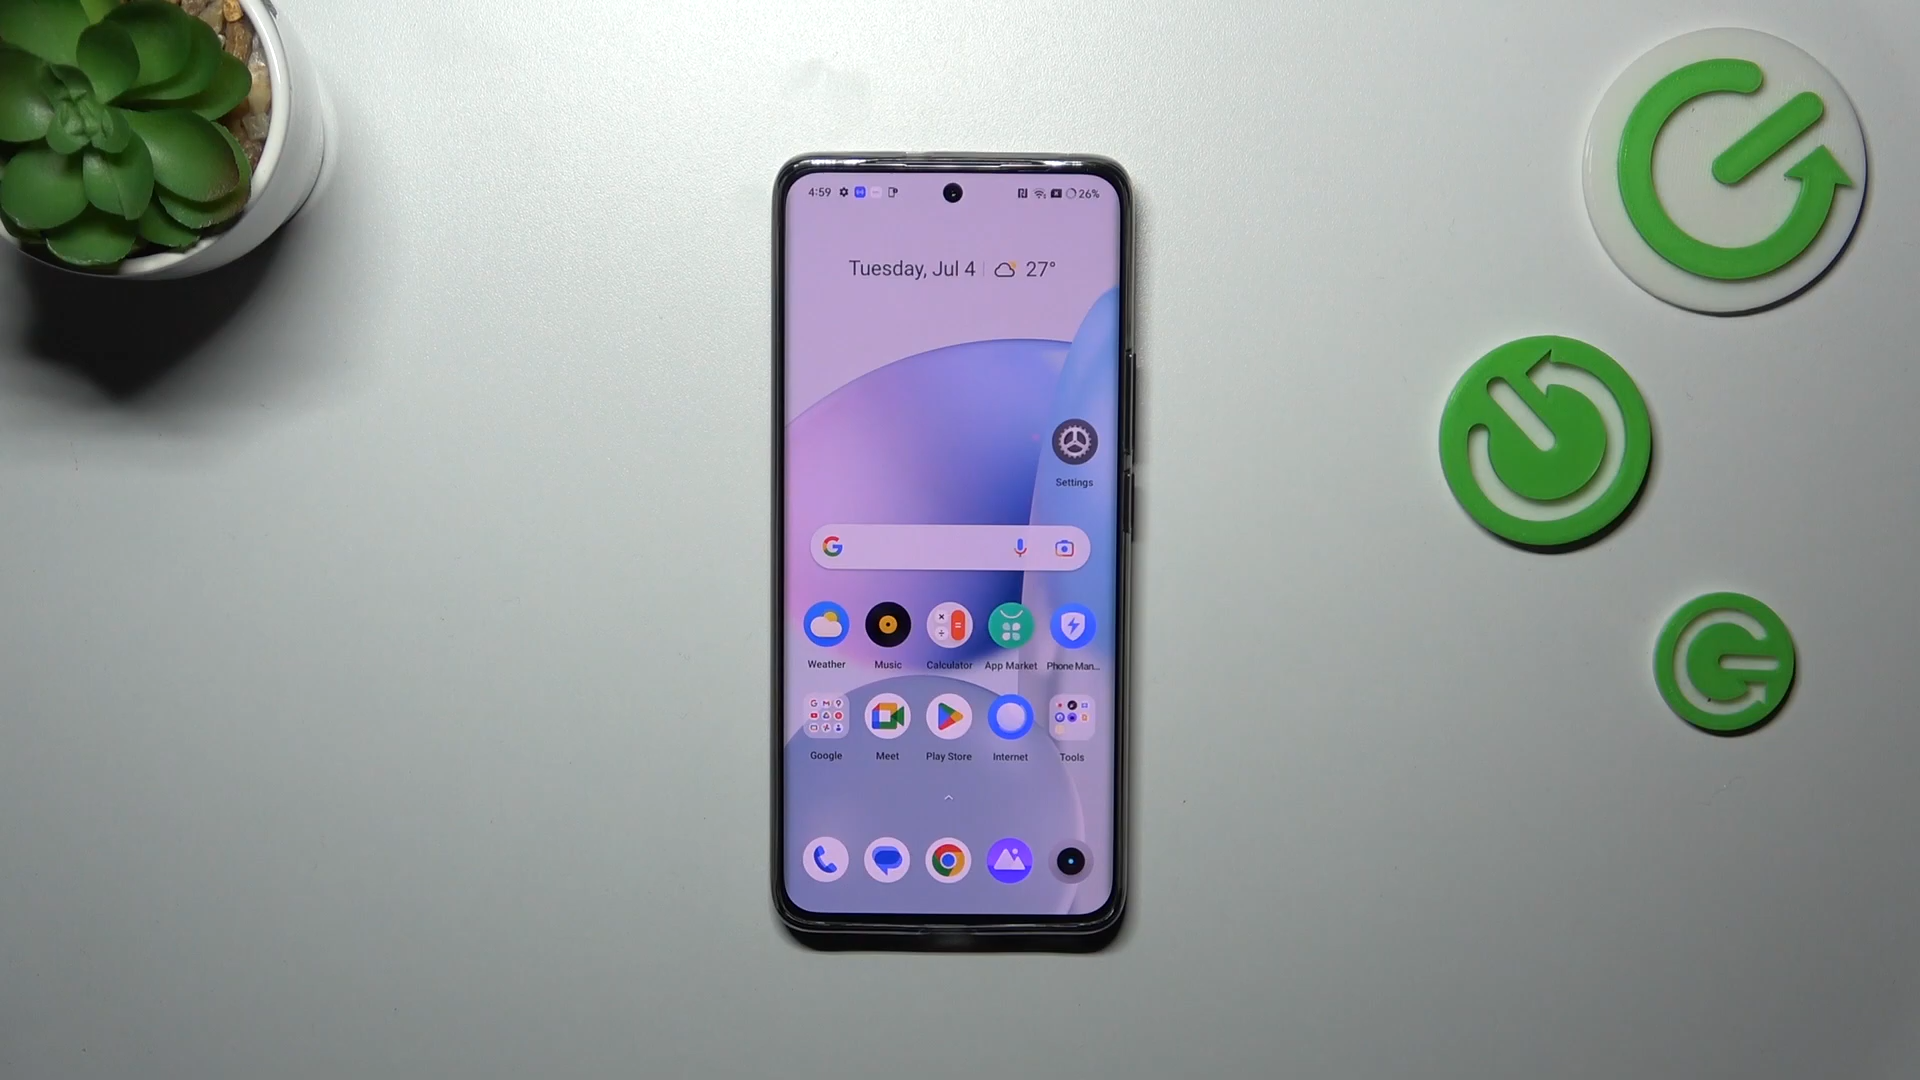 4:59
26%
Tuesday, Jul 4 27°
Settings
Weather Music Calculator App Market Phone Man...
Google Meet Play Store Internet Tools